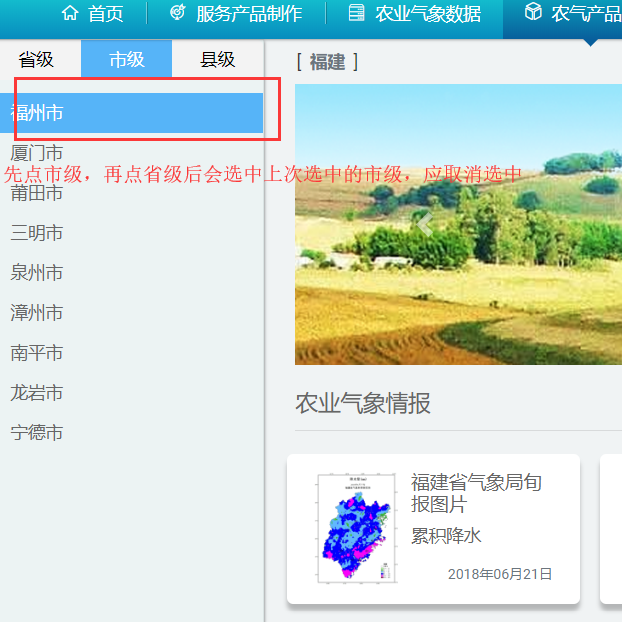 首页 服务产品制作 农业气象数据 农气产品
省级 市级 县级
[ 福建 ]
福州市
厦门市
先点市级，再点省级后会选中上次选中的市级，应取消选中
莆田市
三明市
泉州市
漳州市
南平市
龙岩市
宁德市
农业气象情报
福建省气象局旬
报图片
累积降水
2018年06月21日